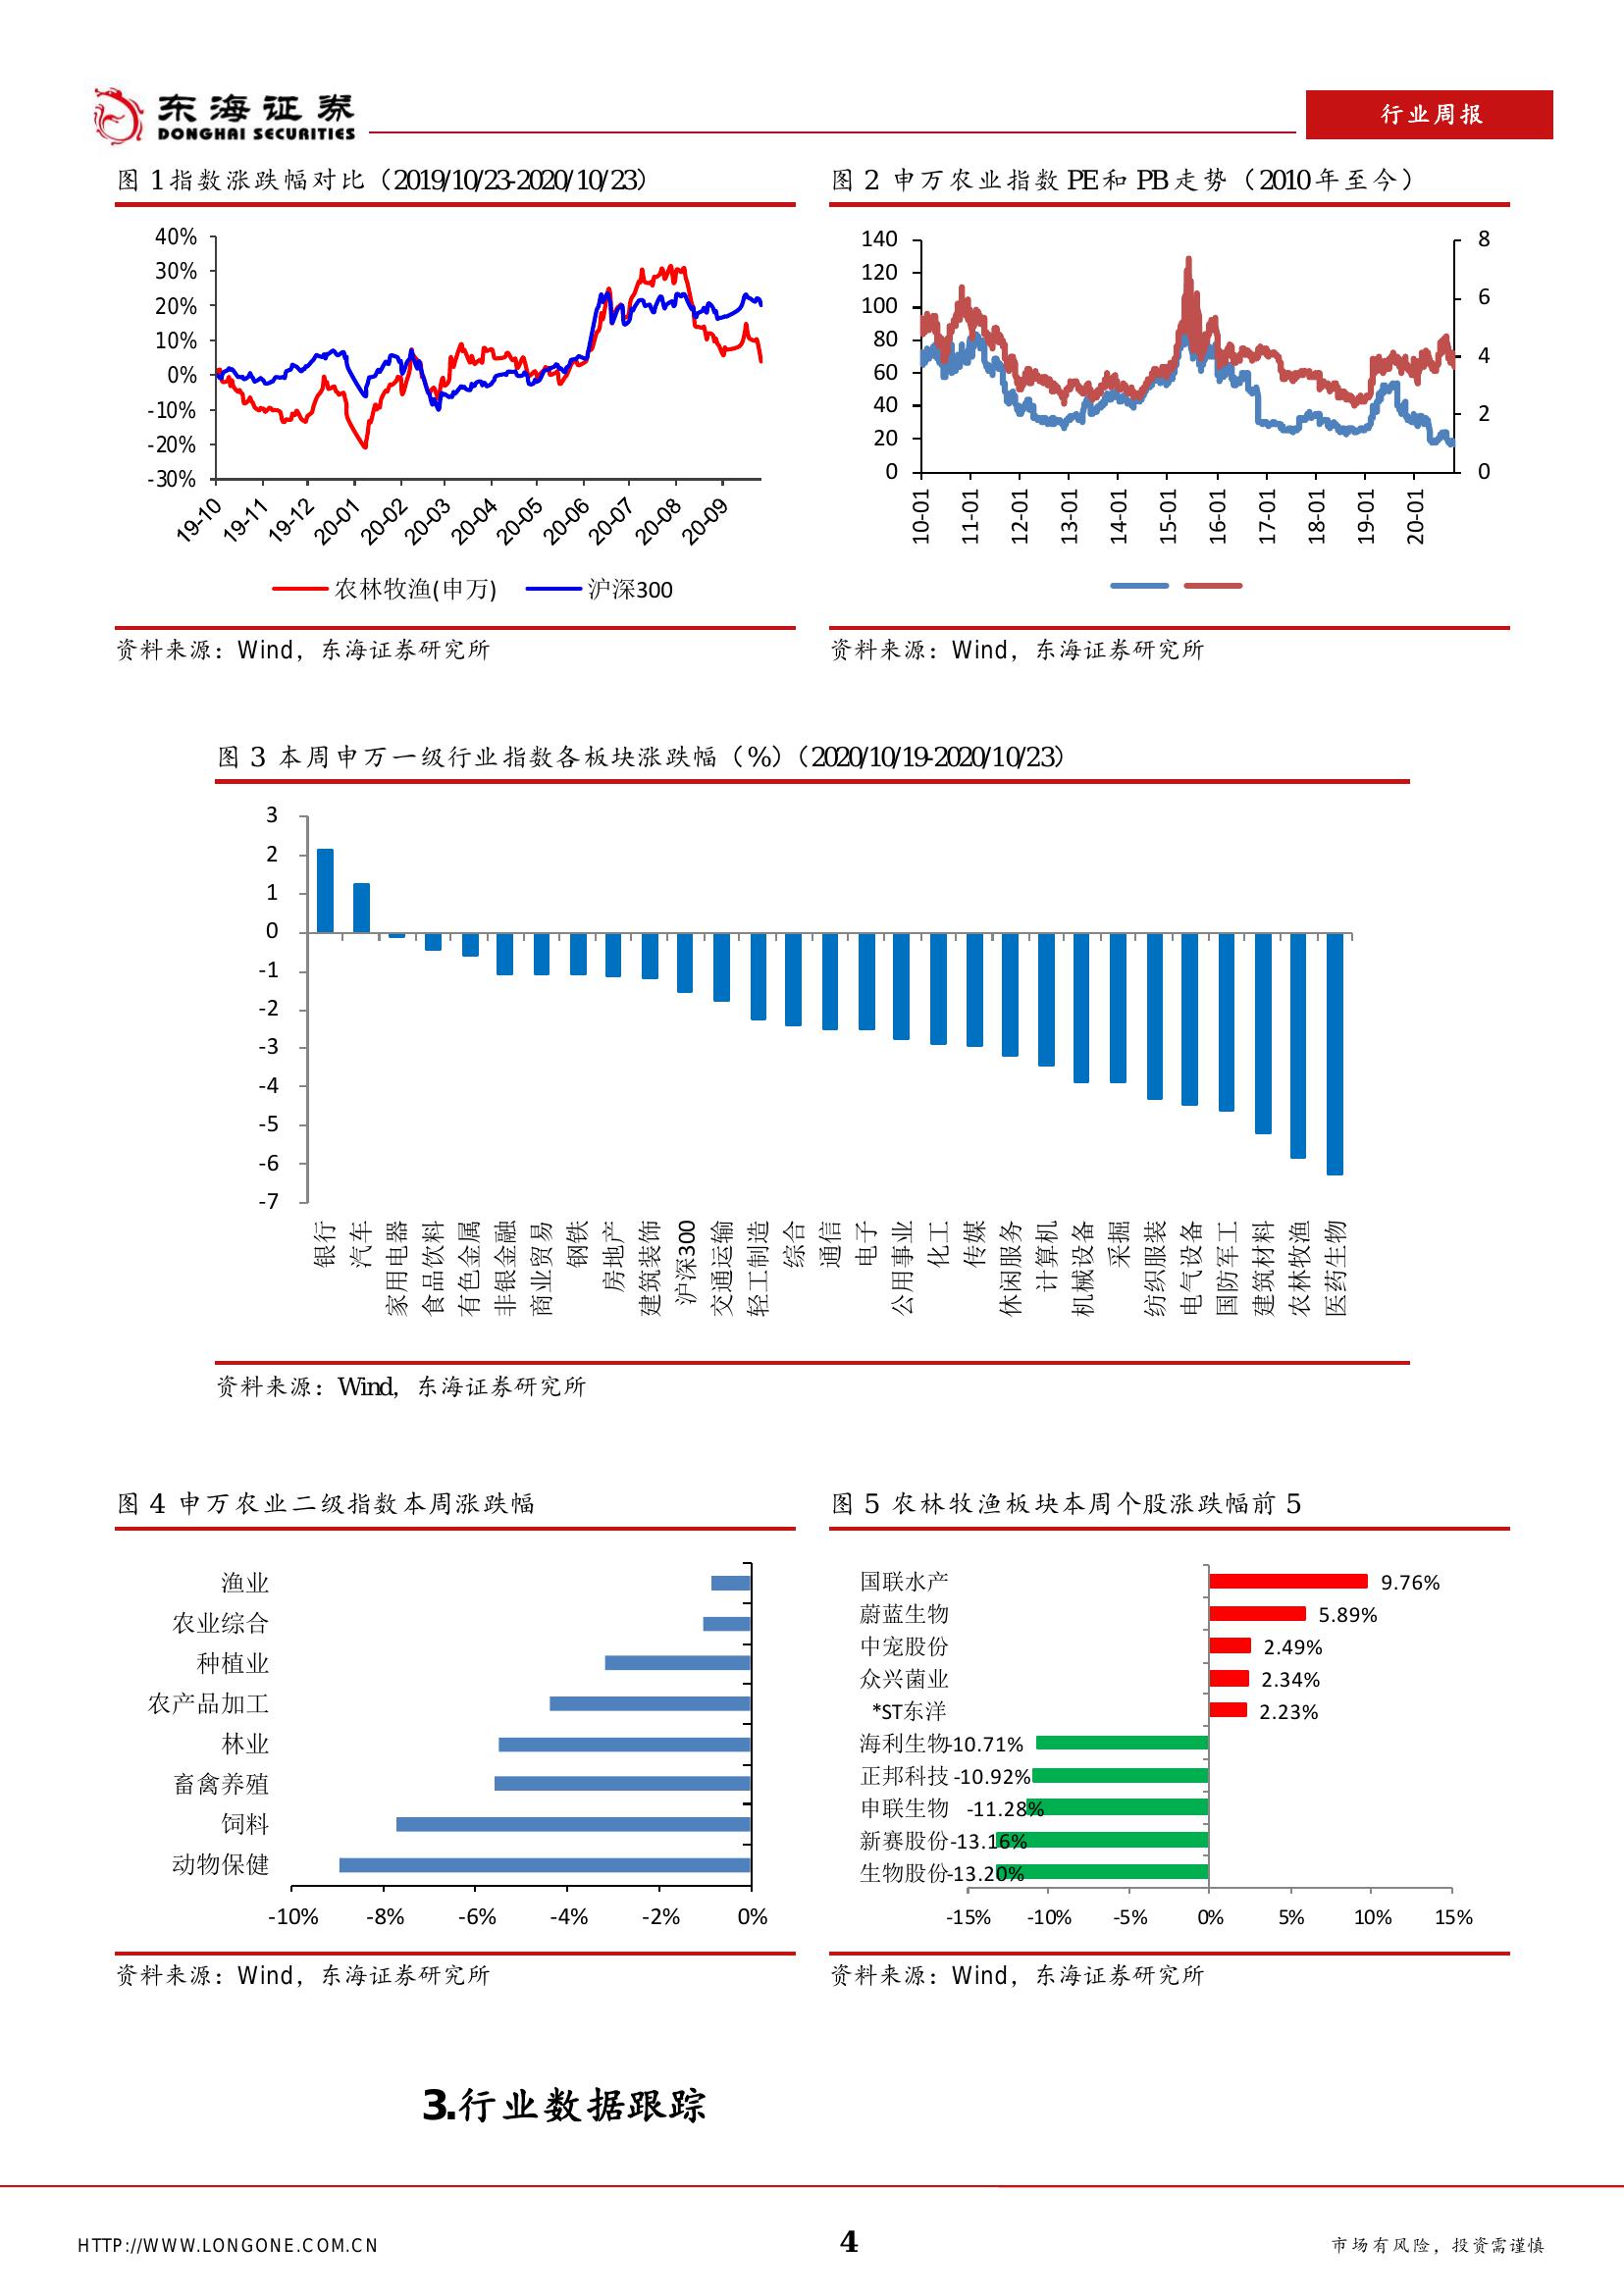 东海证券
DONGHAI SECURITIES
行业周报
图 1 指数涨跌幅对比（2019/10/23-2020/10/23）
40%
30%
20%
10%
0%
-10%
-20%
-30%
19-10
19-11
19-12
20-01
20-02
20-03
20-04
20-05
20-06
20-07
20-08
20-09
农林牧渔(申万)
沪深300
资料来源：Wind，东海证券研究所
图 2 申万农业指数 PE 和 PB 走势（2010 年至今）
140
120
100
80
60
40
20
0
8
6
4
2
0
10-01
11-01
12-01
13-01
14-01
15-01
16-01
17-01
18-01
19-01
20-01
资料来源：Wind，东海证券研究所
图 3 本周申万一级行业指数各板块涨跌幅（%）（2020/10/19-2020/10/23）
3
2
1
0
-1
-2
-3
-4
-5
-6
-7
银行
汽车
家用电器
食品饮料
有色金属
非银金融
商业贸易
钢铁
房地产
建筑装饰
沪深300
交通运输
轻工制造
综合
通信
电子
公用事业
化工
传媒
休闲服务
计算机
机械设备
采掘
纺织服装
电气设备
国防军工
建筑材料
农林牧渔
医药生物
资料来源：Wind，东海证券研究所
图 4 申万农业二级指数本周涨跌幅
渔业
农业综合
种植业
农产品加工
林业
畜禽养殖
饲料
动物保健
-10%
-8%
-6%
-4%
-2%
0%
资料来源：Wind，东海证券研究所
图 5 农林牧渔板块本周个股涨跌幅前 5
国联水产 9.76%
蔚蓝生物 5.89%
中宠股份 2.49%
众兴菌业 2.34%
*ST东洋 2.23%
海利生物 -10.71%
正邦科技 -10.92%
申联生物 -11.28%
新赛股份 -13.16%
生物股份 -13.20%
-15%
-10%
-5%
0%
5%
10%
15%
资料来源：Wind，东海证券研究所
3.行业数据跟踪
HTTP://WWW.LONGONE.COM.CN
4
市场有风险，投资需谨慎